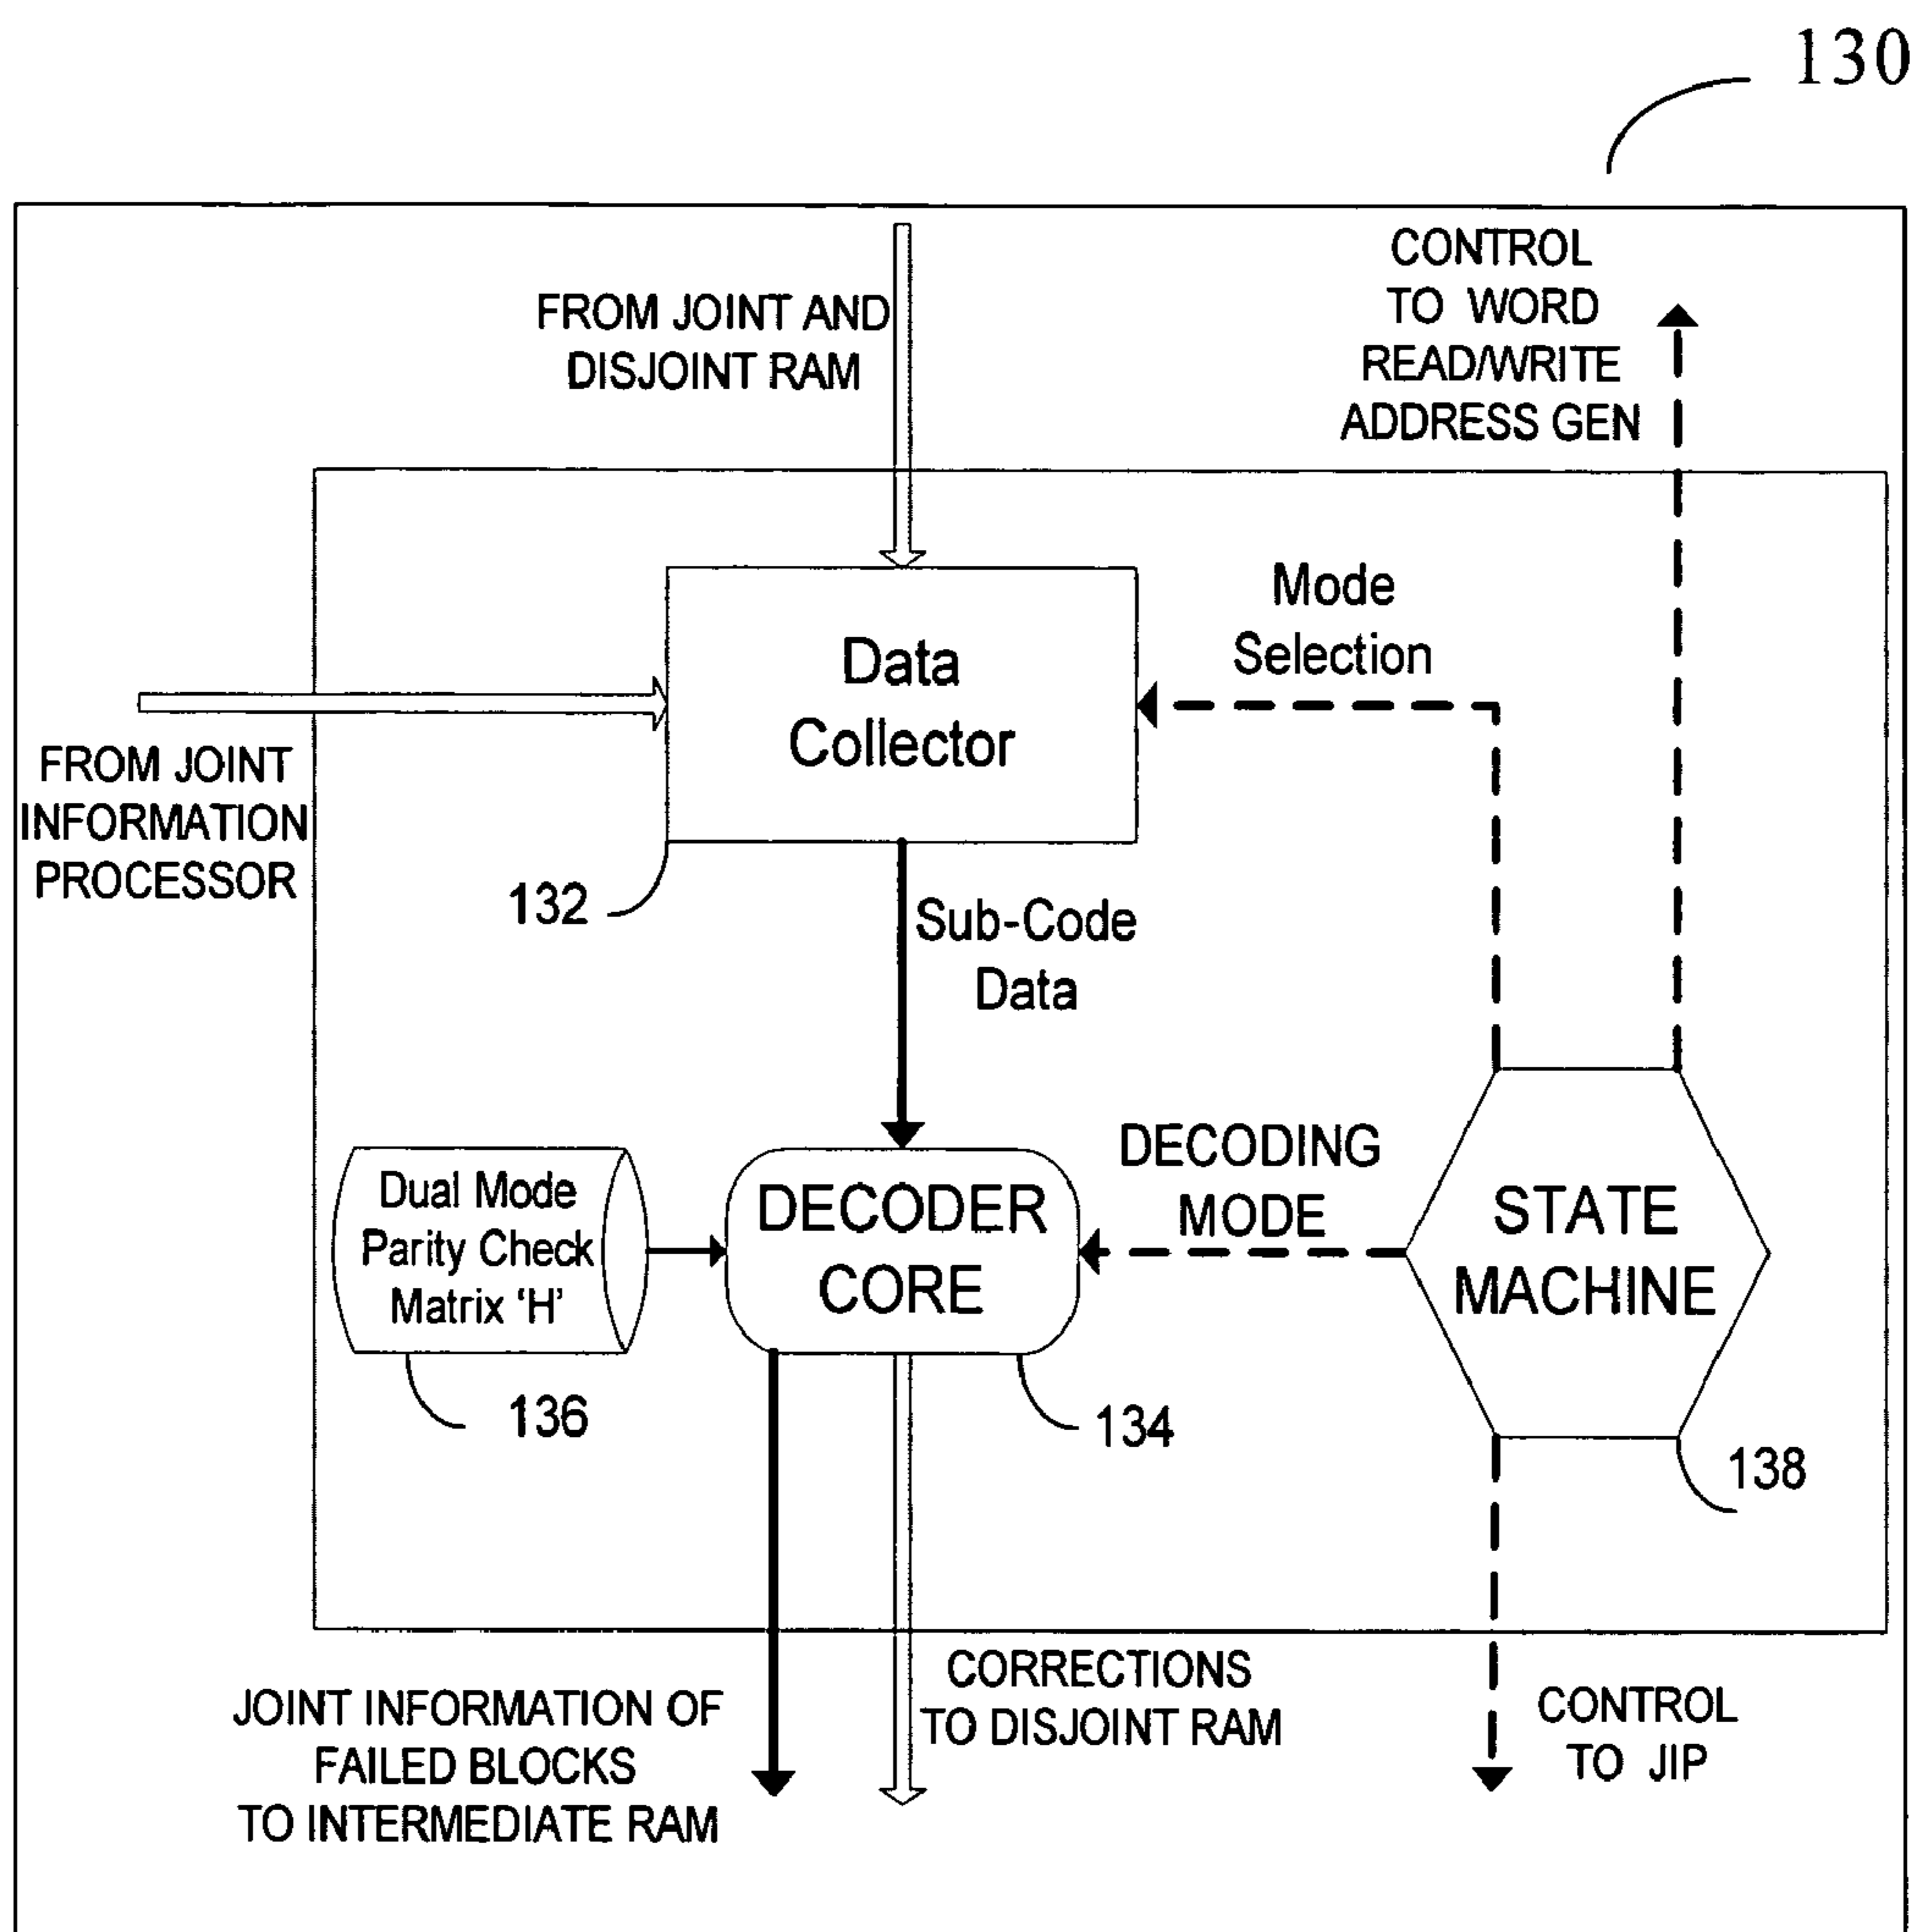 130
CONTROL
TO WORD
READ/WRITE
ADDRESS GEN
FROM JOINT AND
DISJOINT RAM
Mode
Selection
Data
Collector
FROM JOINT
INFORMATION
PROCESSOR
132
Sub-Code
Data
DECODING
MODE
Dual Mode
Parity Check
Matrix ‘H’
DECODER
CORE
STATE
MACHINE
136
134
138
JOINT INFORMATION OF
FAILED BLOCKS
TO INTERMEDIATE RAM
CORRECTIONS
TO DISJOINT RAM
CONTROL
TO JIP